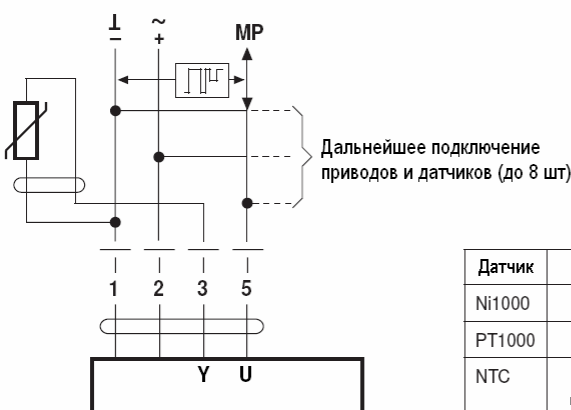 ⊥ ~ MP
− +
Дальнейшее подключение
приводов и датчиков (до 8 шт)
1 2 3 5
Y U
Датчик
Ni1000
PT1000
NTC